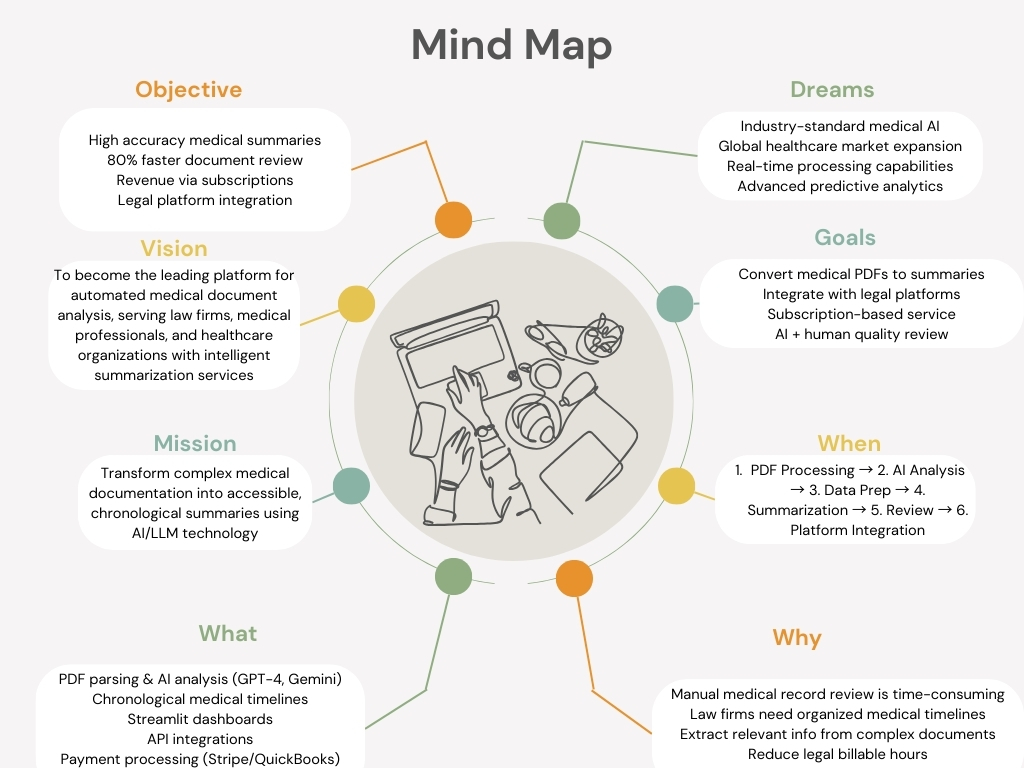 Mind Map
Objective
High accuracy medical summaries
80% faster document review
Revenue via subscriptions
Legal platform integration
Vision
To become the leading platform for
automated medical document
analysis, serving law firms, medical
professionals, and healthcare
organizations with intelligent
summarization services
Mission
Transform complex medical
documentation into accessible,
chronological summaries using
AI/LLM technology
What
PDF parsing & AI analysis (GPT-4, Gemini)
Chronological medical timelines
Streamlit dashboards
API integrations
Payment processing (Stripe/QuickBooks)
Dreams
Industry-standard medical AI
Global healthcare market expansion
Real-time processing capabilities
Advanced predictive analytics
Goals
Convert medical PDFs to summaries
Integrate with legal platforms
Subscription-based service
AI + human quality review
When
1. PDF Processing → 2. AI Analysis
→ 3. Data Prep → 4.
Summarization → 5. Review → 6.
Platform Integration
Why
Manual medical record review is time-consuming
Law firms need organized medical timelines
Extract relevant info from complex documents
Reduce legal billable hours